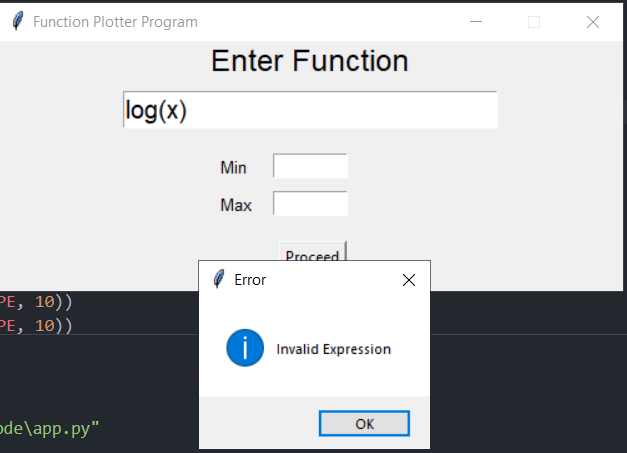 Function Plotter Program
Enter Function
log(x)
Min
Max
Proceed
Error
PE, 10))
PE, 10))
Invalid Expression
ode\app.py"
OK